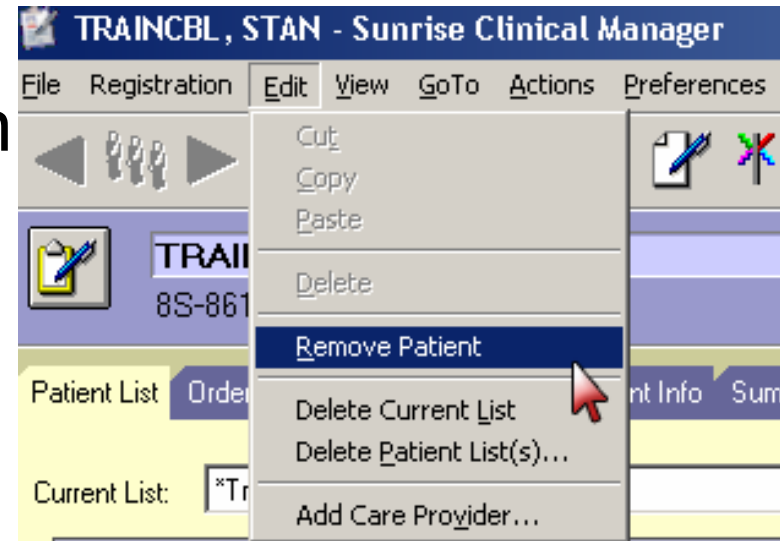 TRAINCBL, STAN - Sunrise Clinical Manager
File Registration Edit View GoTo Actions Preferences
n
Cut
Copy
Paste
TRAI
Delete
8S-861
Remove Patient
Patient List Order nt Info Sum
Delete Current List
Delete Patient List(s)...
Current List: *Tr
Add Care Provider...